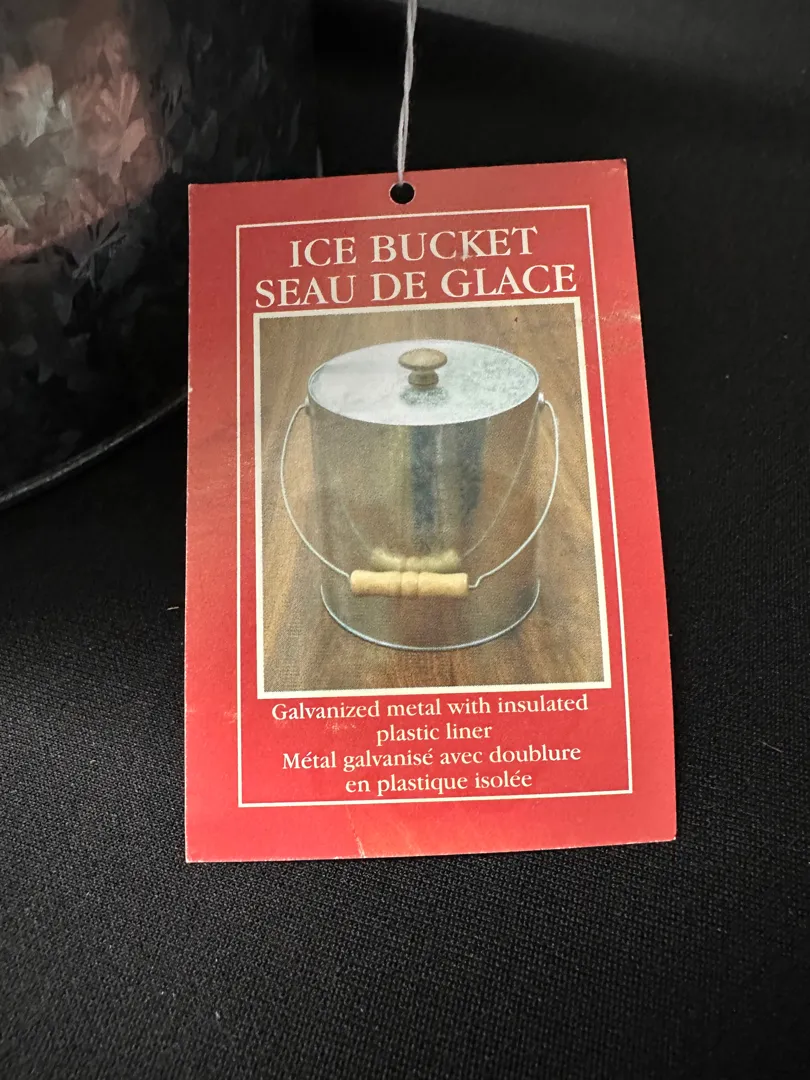 ICE BUCKET
SEAU DE GLACE
Galvanized metal with insulated
plastic liner
Métal galvanisé avec doublure
en plastique isolée